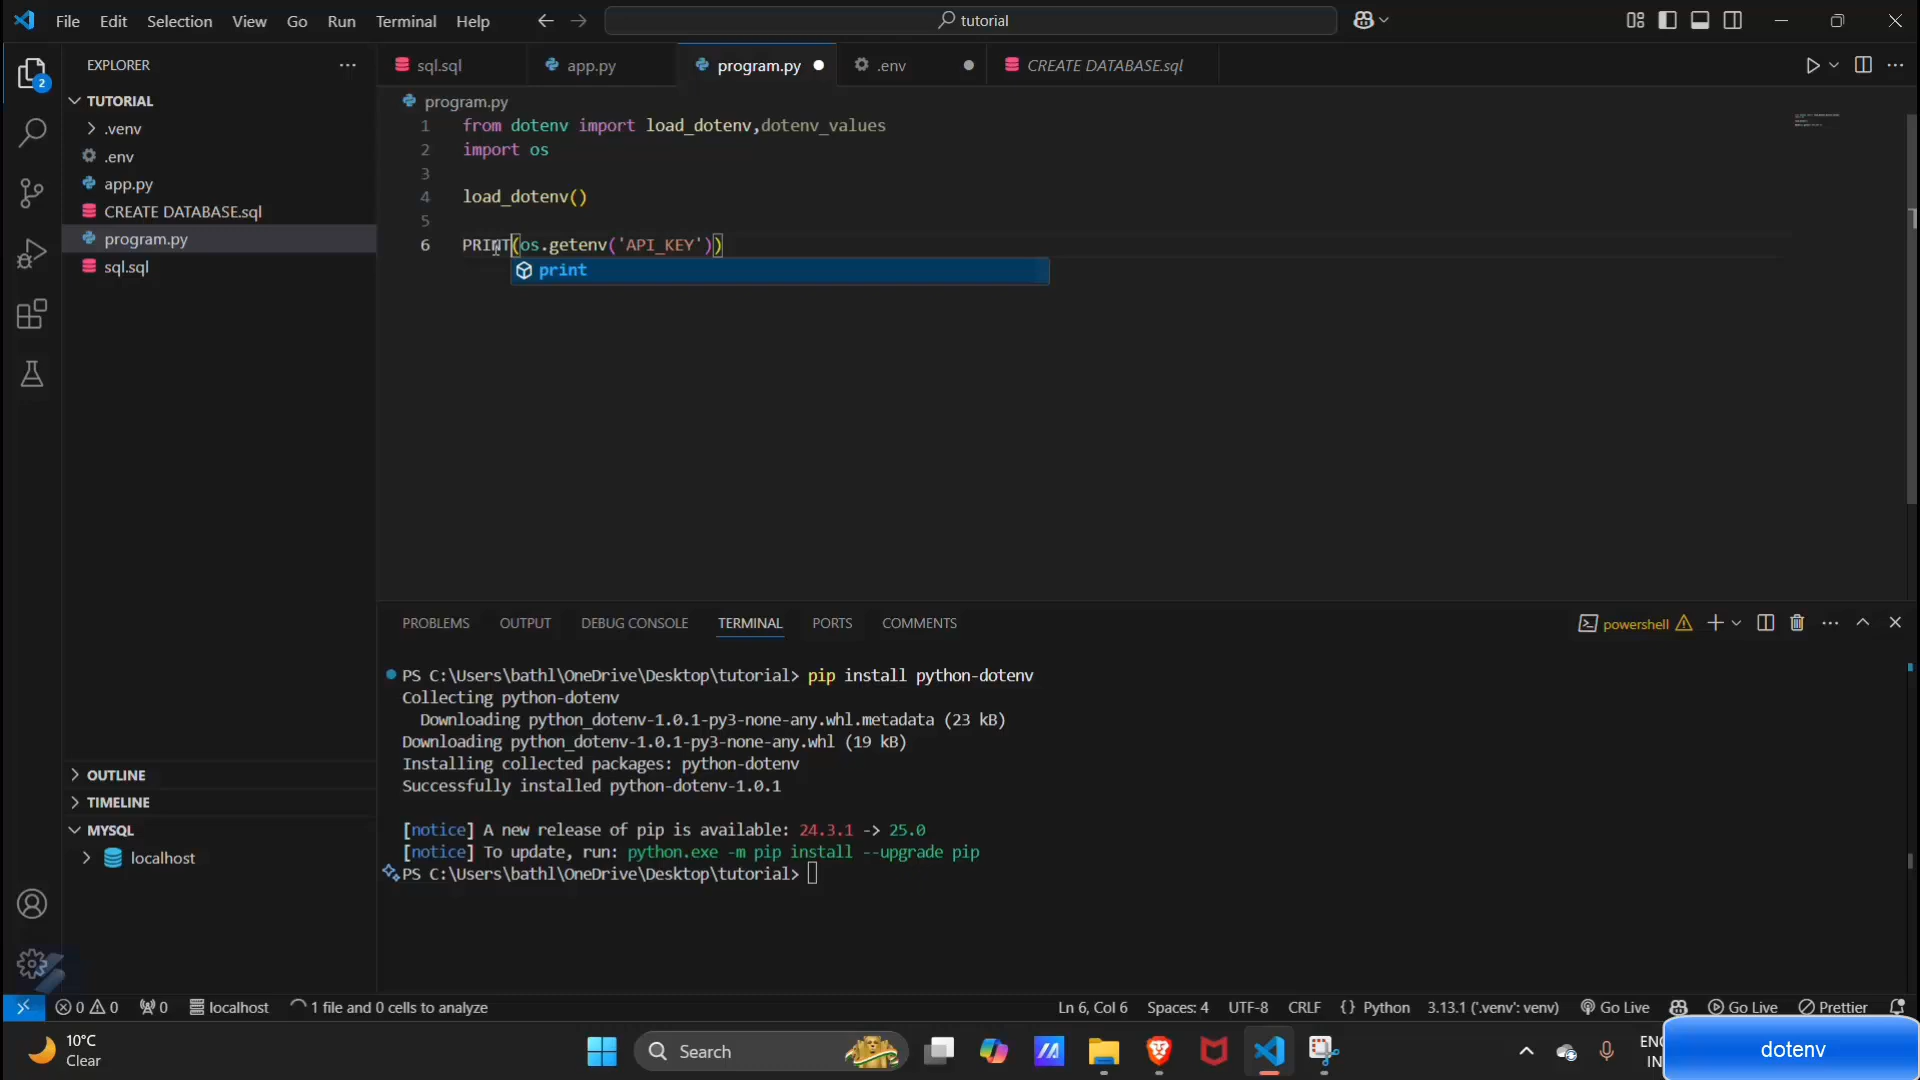 File Edit Selection View Go Run Terminal Help
tutorial
EXPLORER
TUTORIAL
.venv
.env
app.py
CREATE DATABASE.sql
program.py
sql.sql
OUTLINE
TIMELINE
MYSQL
localhost
2
sql.sql app.py program.py .env CREATE DATABASE.sql
program.py
1 from dotenv import load_dotenv,dotenv_values
2 import os
3
4 load_dotenv()
5
6 PRINT(os.getenv('API_KEY'))
print
PROBLEMS OUTPUT DEBUG CONSOLE TERMINAL PORTS COMMENTS
powershell
PS C:\Users\bathl\OneDrive\Desktop\tutorial> pip install python-dotenv
Collecting python-dotenv
Downloading python_dotenv-1.0.1-py3-none-any.whl.metadata (23 kB)
Downloading python_dotenv-1.0.1-py3-none-any.whl (19 kB)
Installing collected packages: python-dotenv
Successfully installed python-dotenv-1.0.1
[notice] A new release of pip is available: 24.3.1 -> 25.0
[notice] To update, run: python.exe -m pip install --upgrade pip
PS C:\Users\bathl\OneDrive\Desktop\tutorial>
0 0 0 localhost 1 file and 0 cells to analyze Ln 6, Col 6 Spaces: 4 UTF-8 CRLF {} Python 3.13.1 ('.venv': venv) Go Live Go Live Prettier
10°C
Clear
Search
IN
dotenv